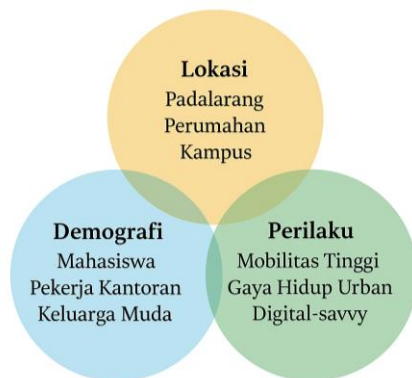 Lokasi
Padalarang
Perumahan
Kampus
Demografi
Mahasiswa
Pekerja Kantoran
Keluarga Muda
Perilaku
Mobilitas Tinggi
Gaya Hidup Urban
Digital-savvy